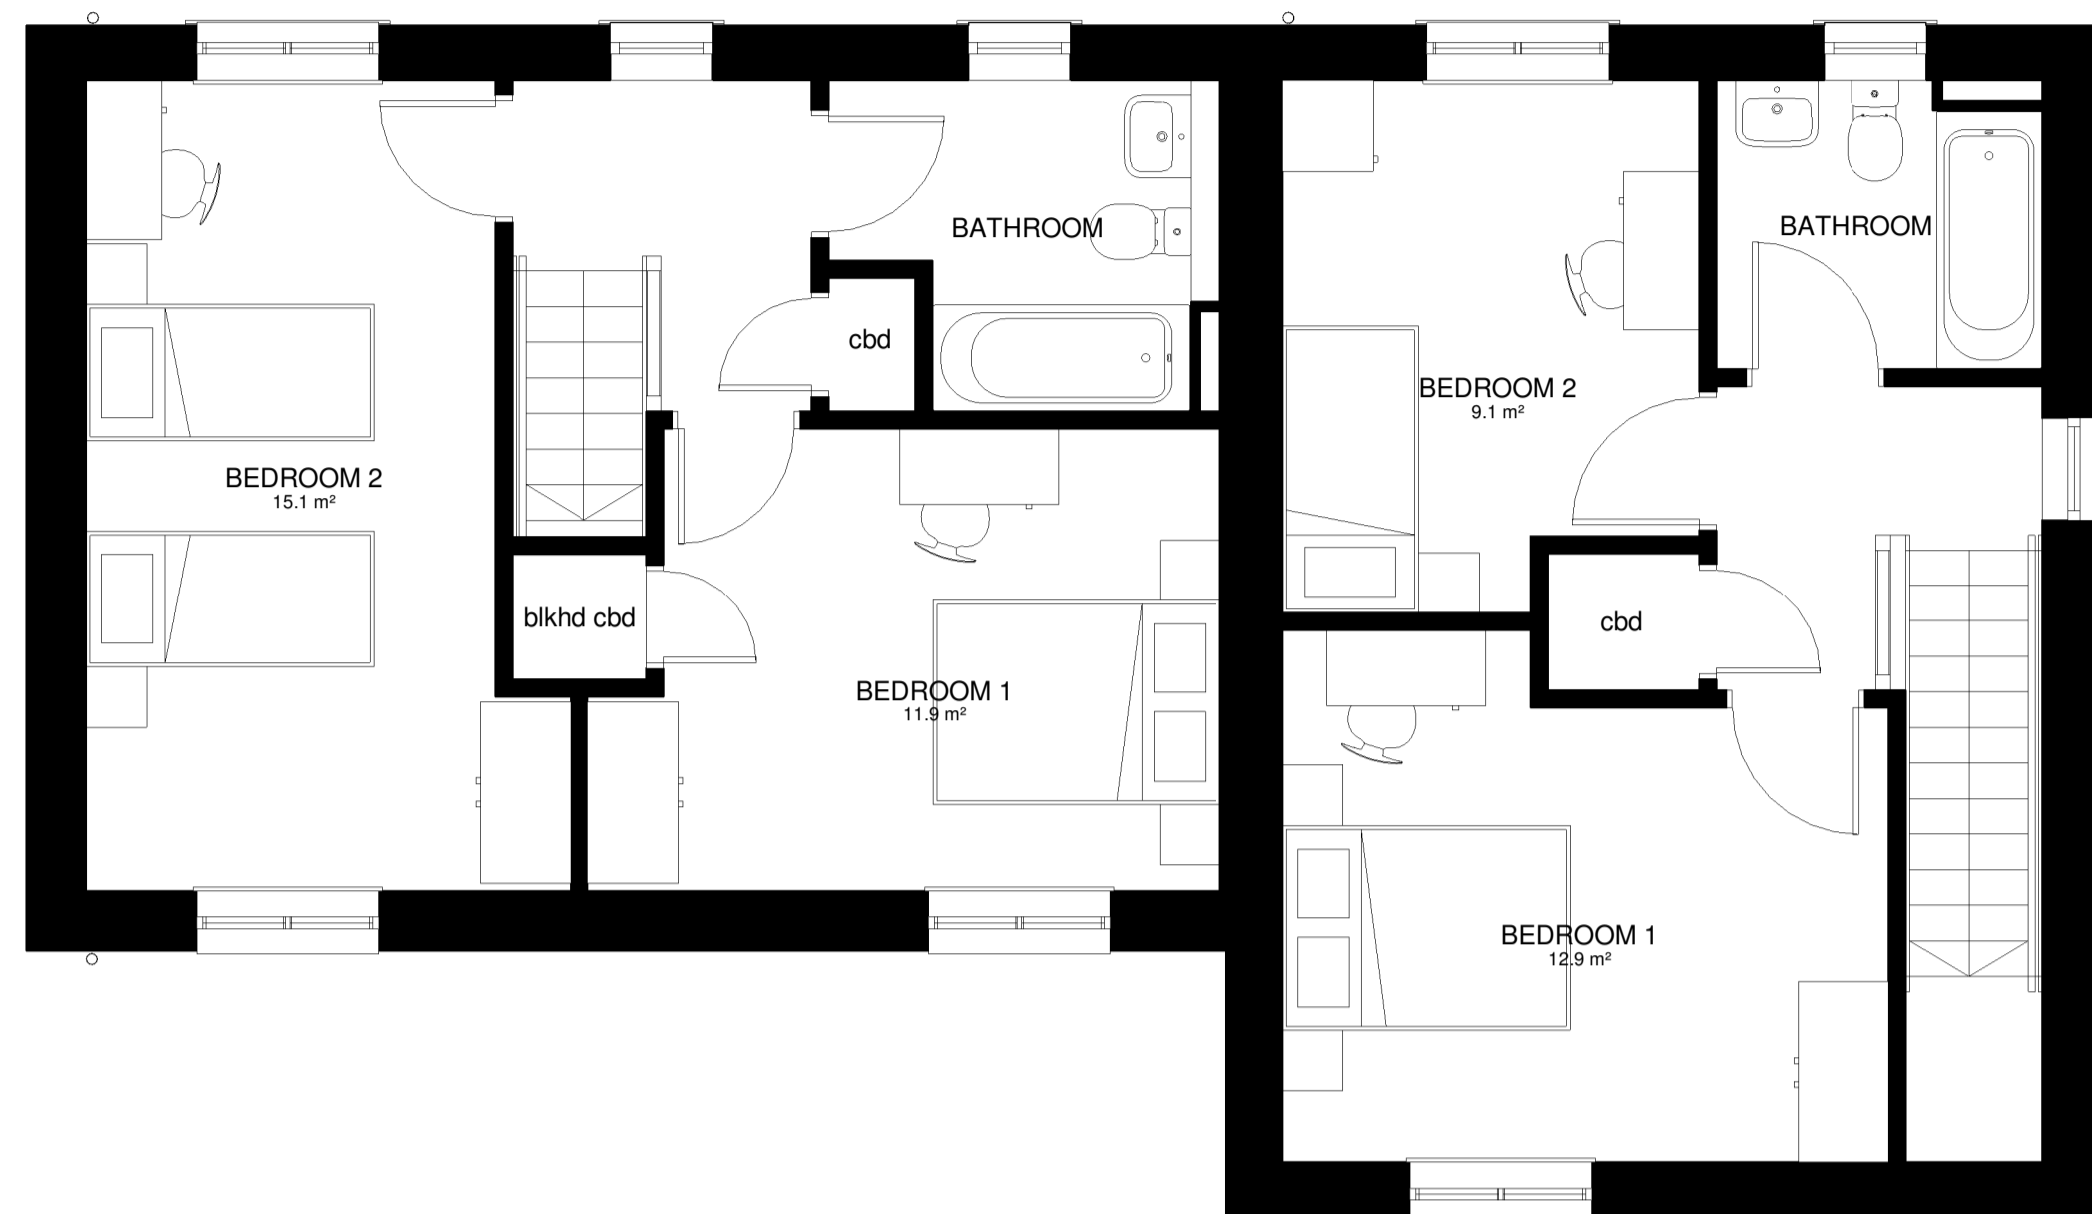 BATHROOM
cbd
BEDROOM 2
15.1 m²
blkhd cbd
BEDROOM 1
11.9 m²
BATHROOM
BEDROOM 2
9.1 m²
cbd
BEDROOM 1
12.9 m²